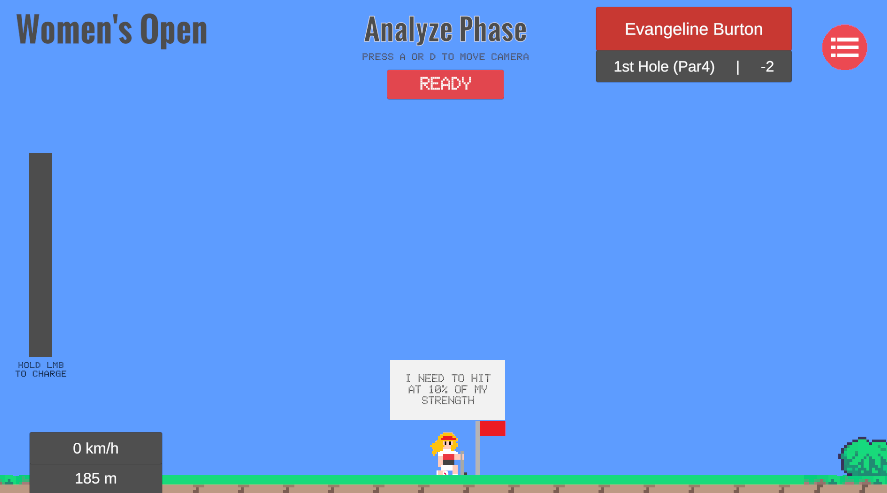 Women's Open
Analyze Phase
PRESS A OR D TO MOVE CAMERA
READY
Evangeline Burton
1st Hole (Par4) | -2
HOLD LMB
TO CHARGE
I NEED TO HIT
AT 10% OF MY
STRENGTH
0 km/h
185 m